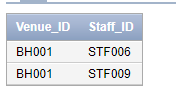 Venue_ID Staff_ID
BH001 STF006
BH001 STF009